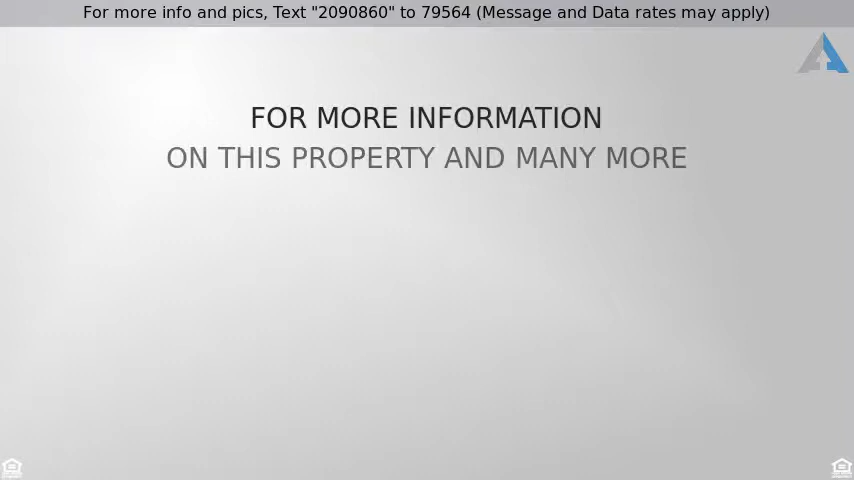 For more info and pics, Text "2090860" to 79564 (Message and Data rates may apply)
FOR MORE INFORMATION
ON THIS PROPERTY AND MANY MORE